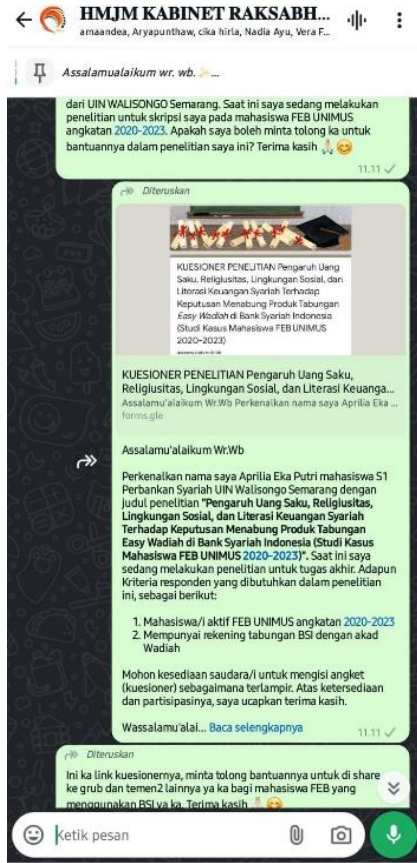 HMJM KABINET RAKSABH...
amaandea, Aryapunthaw, cika hirla, Nadia Ayu, Vera F...
Assalamualaikum wr. wb. ✨ ...
dari UIN WALISONGO Semarang. Saat ini saya sedang melakukan
penelitian untuk skripsi saya pada mahasiswa FEB UNIMUS
angkatan 2020-2023. Apakah saya boleh minta tolong ka untuk
bantuannya dalam penelitian saya ini? Terima kasih 🙏😊
11.11
Diteruskan
KUESIONER PENELITIAN Pengaruh Uang
Saku, Religiusitas, Lingkungan Sosial, dan
Literasi Keuangan Syariah Terhadap
Keputusan Menabung Produk Tabungan
Easy Wadiah di Bank Syariah Indonesia
(Studi Kasus Mahasiswa FEB UNIMUS
2020-2023)
KUESIONER PENELITIAN Pengaruh Uang Saku,
Religiusitas, Lingkungan Sosial, dan Literasi Keuanga...
Assalamu'alaikum Wr.Wb Perkenalkan nama saya Aprilia Eka ...
forms.gle
Assalamu'alaikum Wr.Wb
Perkenalkan nama saya Aprilia Eka Putri mahasiswa S1
Perbankan Syariah UIN Walisongo Semarang dengan
judul penelitian "Pengaruh Uang Saku, Religiusitas,
Lingkungan Sosial, dan Literasi Keuangan Syariah
Terhadap Keputusan Menabung Produk Tabungan
Easy Wadiah di Bank Syariah Indonesia (Studi Kasus
Mahasiswa FEB UNIMUS 2020-2023)". Saat ini saya
sedang melakukan penelitian untuk tugas akhir. Adapun
Kriteria responden yang dibutuhkan dalam penelitian
ini, sebagai berikut:
1. Mahasiswa/i aktif FEB UNIMUS angkatan 2020-2023
2. Mempunyai rekening tabungan BSI dengan akad
Wadiah
Mohon kesediaan saudara/i untuk mengisi angket
(kuesioner) sebagaimana terlampir. Atas ketersediaan
dan partisipasinya, saya ucapkan terima kasih.
Wassalamu'alai... Baca selengkapnya
11.11
Diteruskan
Ini ka link kuesionernya, minta tolong bantuannya untuk di share
ke grub dan temen2 lainnya ya ka bagi mahasiswa FEB yang
menggunakan BSI ya ka. Terima kasih 🙏😊
Ketik pesan